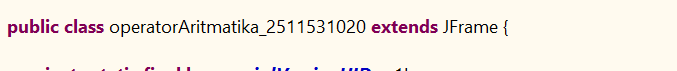 public class operatorAritmatika_2511531020 extends JFrame {